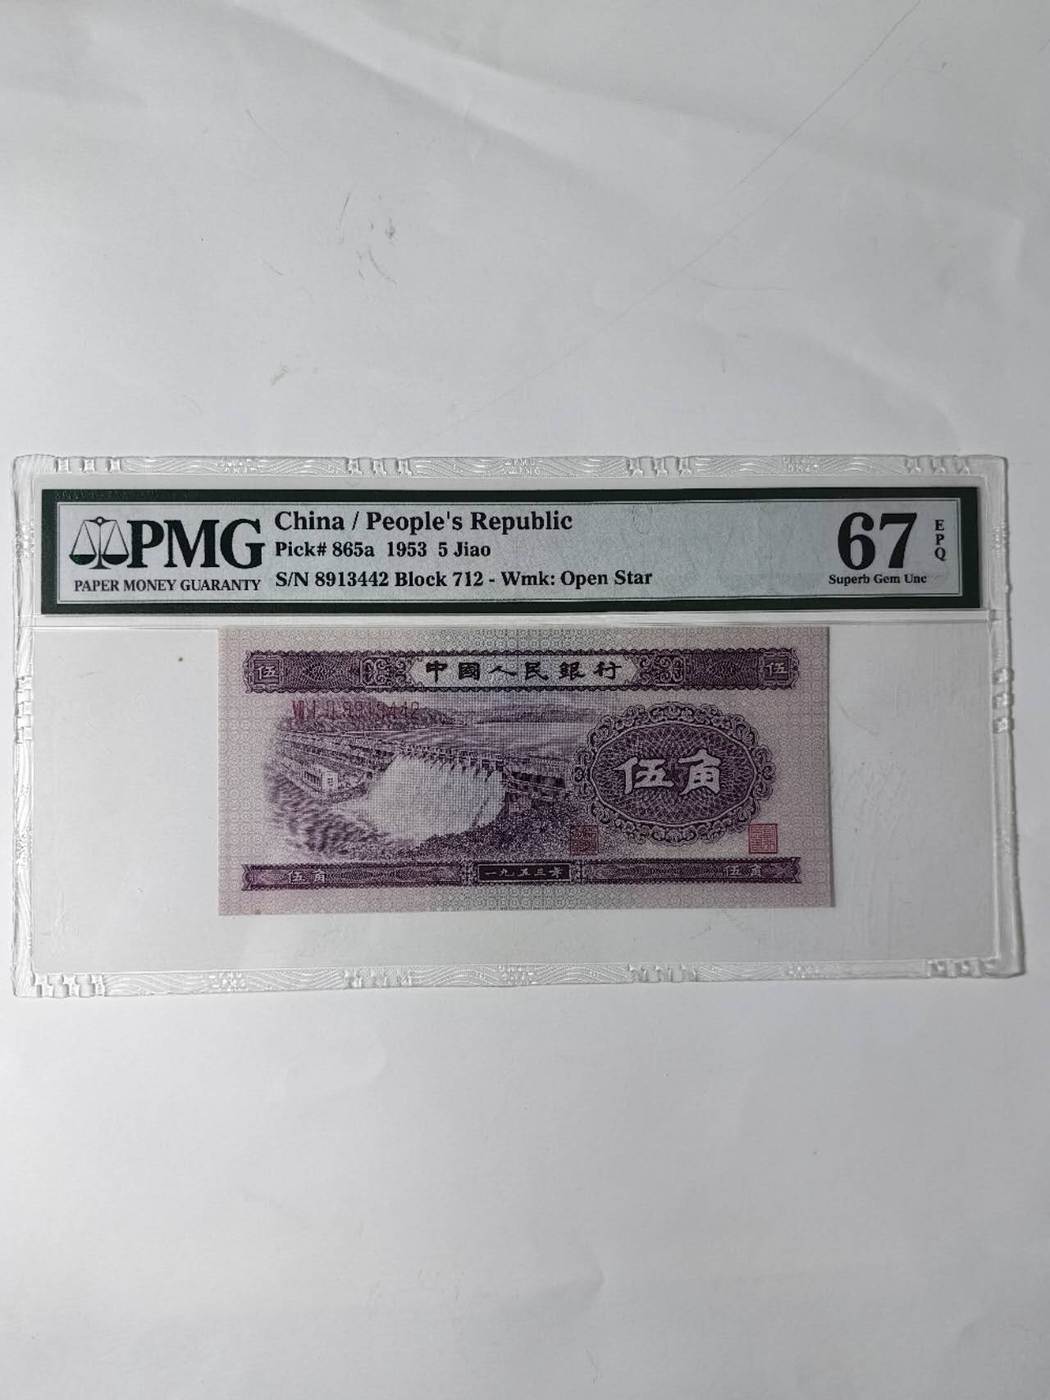 PMG
PAPER MONEY GUARANTY
China / People's Republic
Pick# 865a 1953 5 Jiao
S/N 8913442 Block 712 - Wmk: Open Star
67
EPQ
Superb Gem Unc
伍 中國人民銀行 伍
8913442
伍角
伍角 一九五三年 伍角